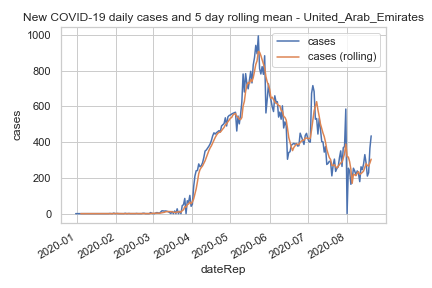 New COVID-19 daily cases and 5 day rolling mean - United_Arab_Emirates
cases
cases (rolling)
1000
800
600
400
200
0
cases
2020-01
2020-02
2020-03
2020-04
2020-05
2020-06
2020-07
2020-08
dateRep